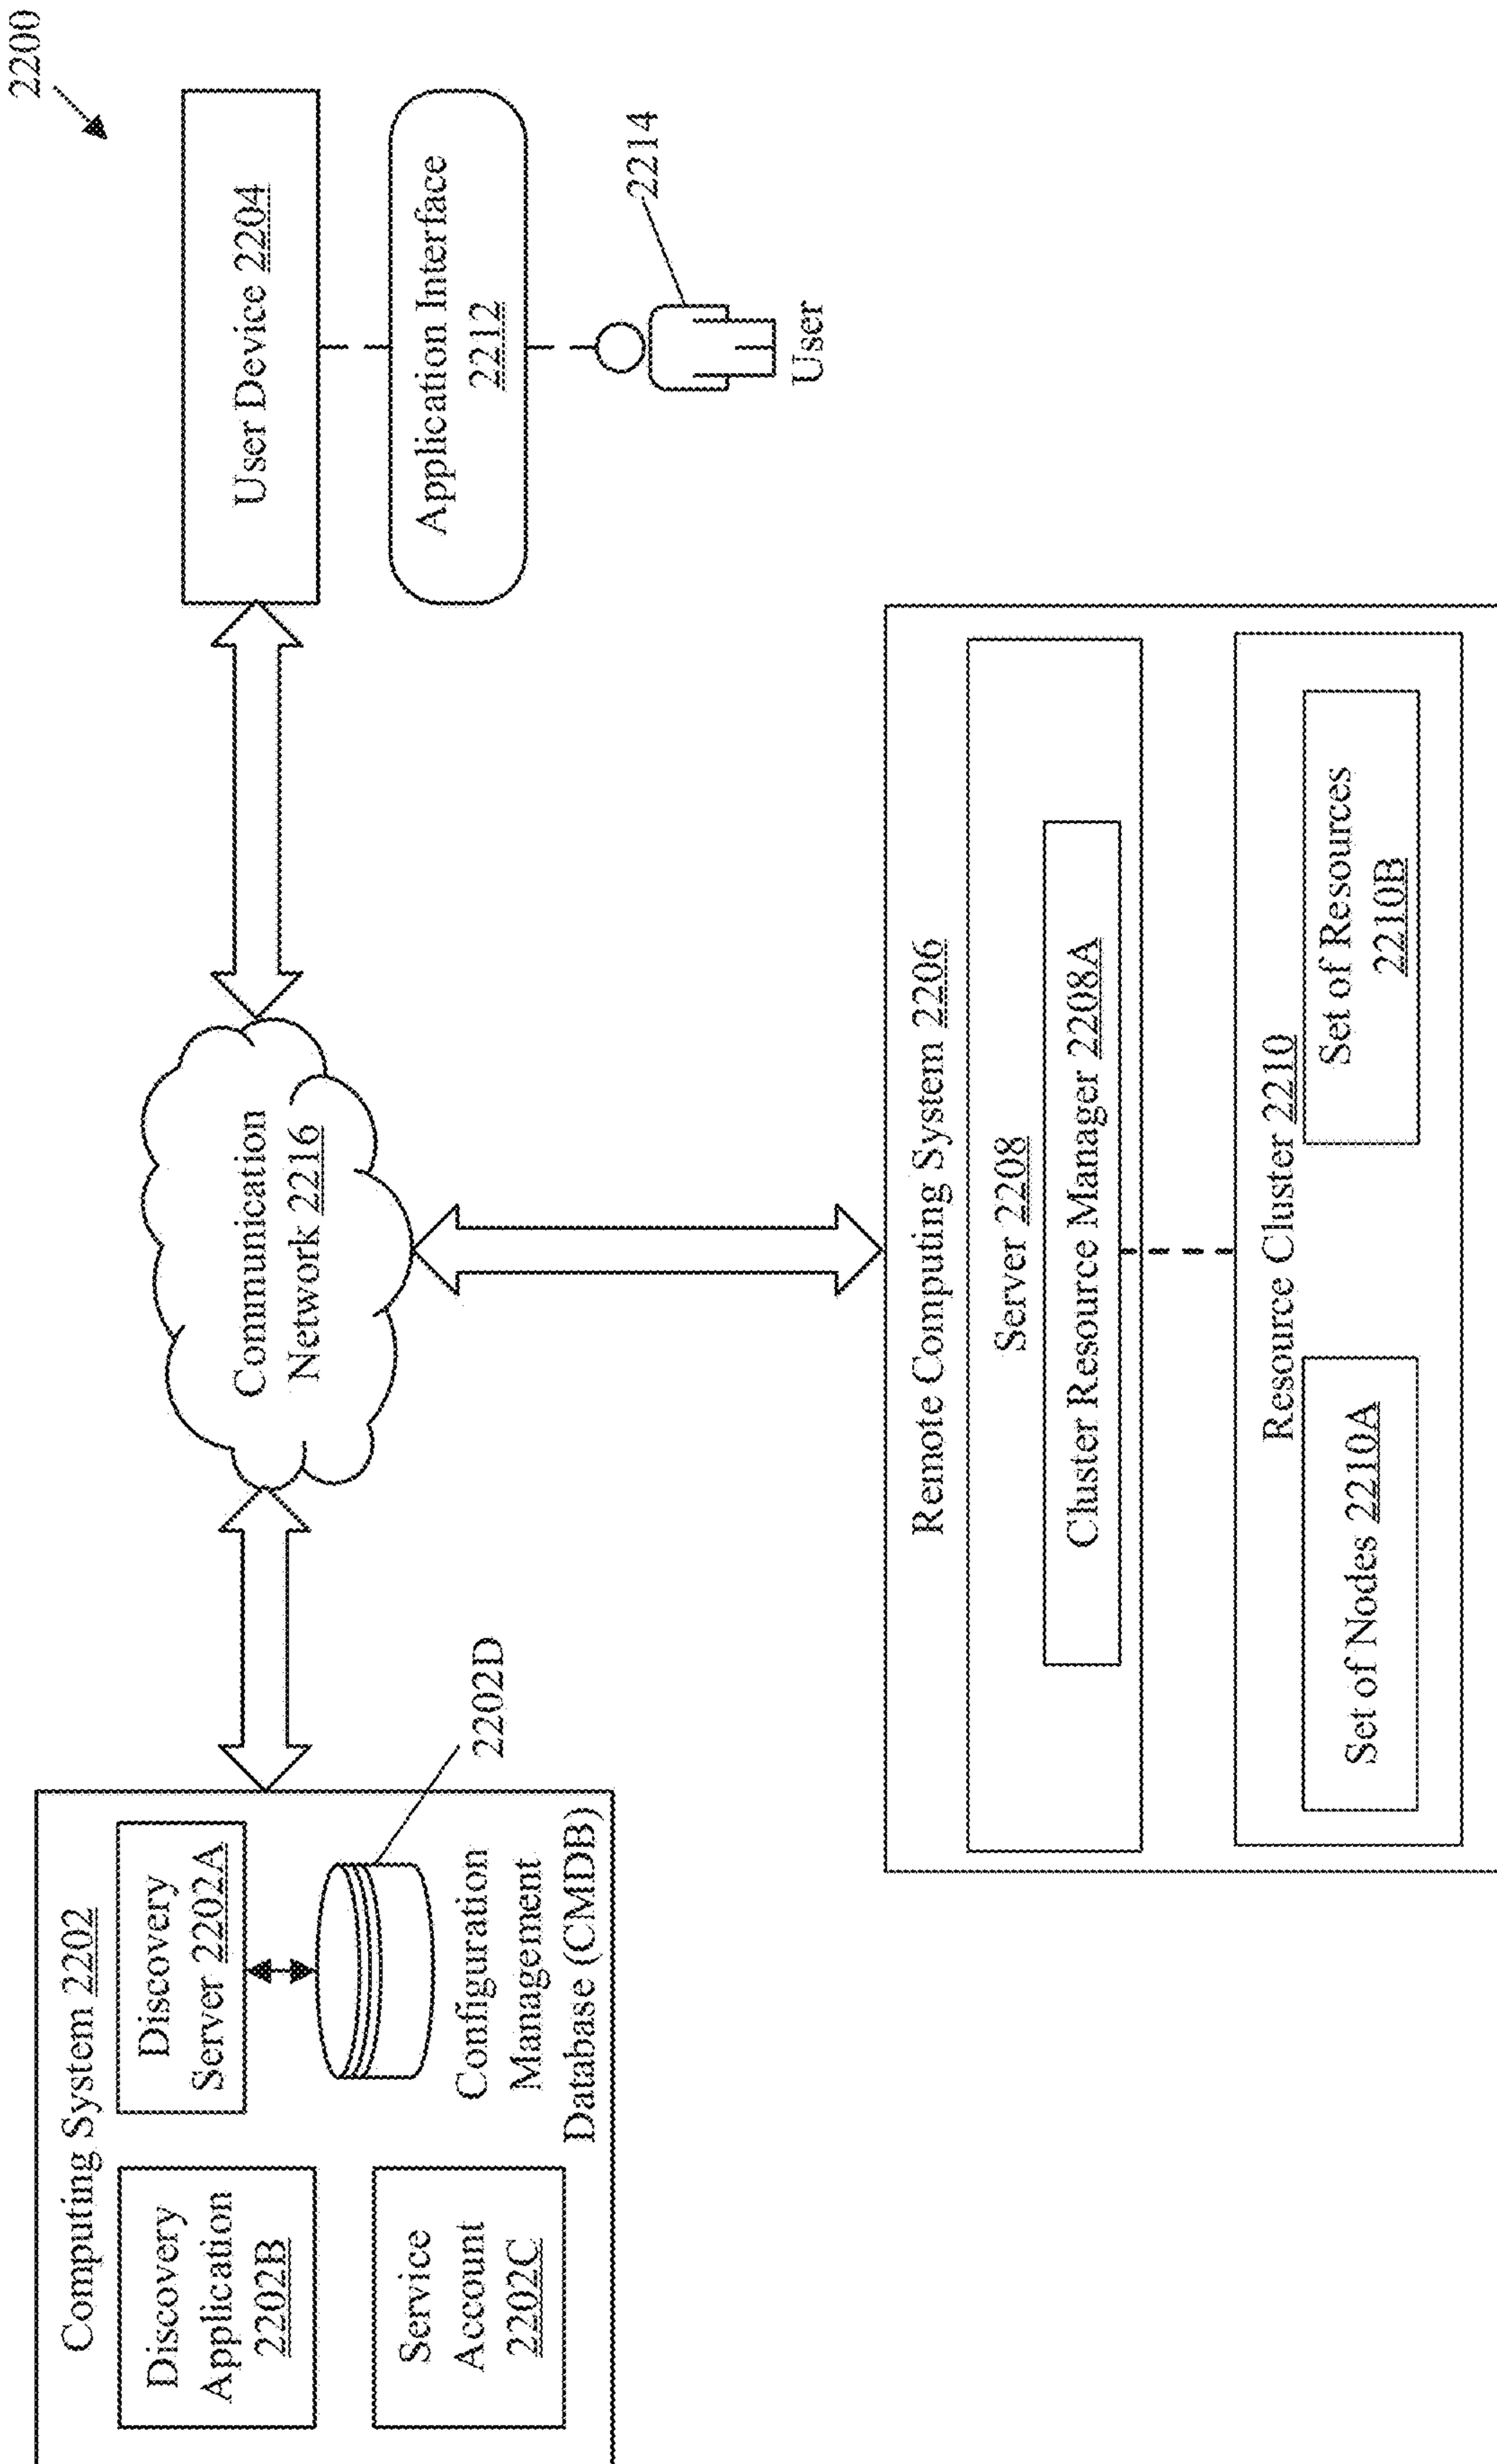 2200
Computing System 2202
Discovery
Application
2202B
Discovery
Server 2202A
Service
Account
2202C
Configuration
Management
Database (CMDB)
2202D
Communication
Network 2216
User Device 2204
Application Interface
2212
2214
User
Remote Computing System 2206
Server 2208
Cluster Resource Manager 2208A
Resource Cluster 2210
Set of Nodes 2210A
Set of Resources
2210B